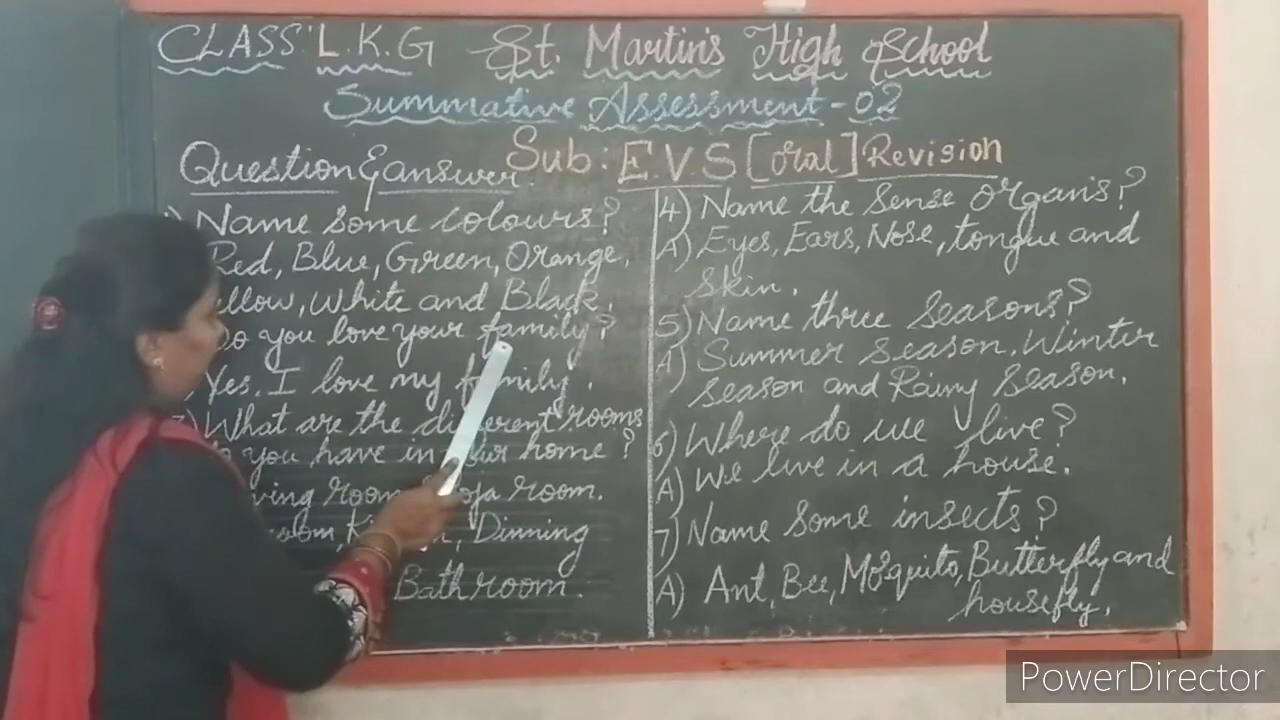 CLASS: L.K.G St. Martin's High School
Summative Assessment-02
Sub: E.V.S [oral] Revision
Question & answer.
) Name some colours?
Red, Blue, Green, Orange,
ellow, White and Black.
Do you love your family?
Yes, I love my family.
What are the different rooms
you have in your home?
ving room, Poja room.
room, Dinning
Bathroom.
4) Name the Sense organs?
A) Eyes, Ears, Nose, tongue and
skin.
5) Name three seasons?
A) Summer season, Winter
season and Rainy season.
6) Where do we live?
A) We live in a house.
7) Name some insects?
A) Ant, Bee, Mosquito, Butterfly and
housefly.
PowerDirector